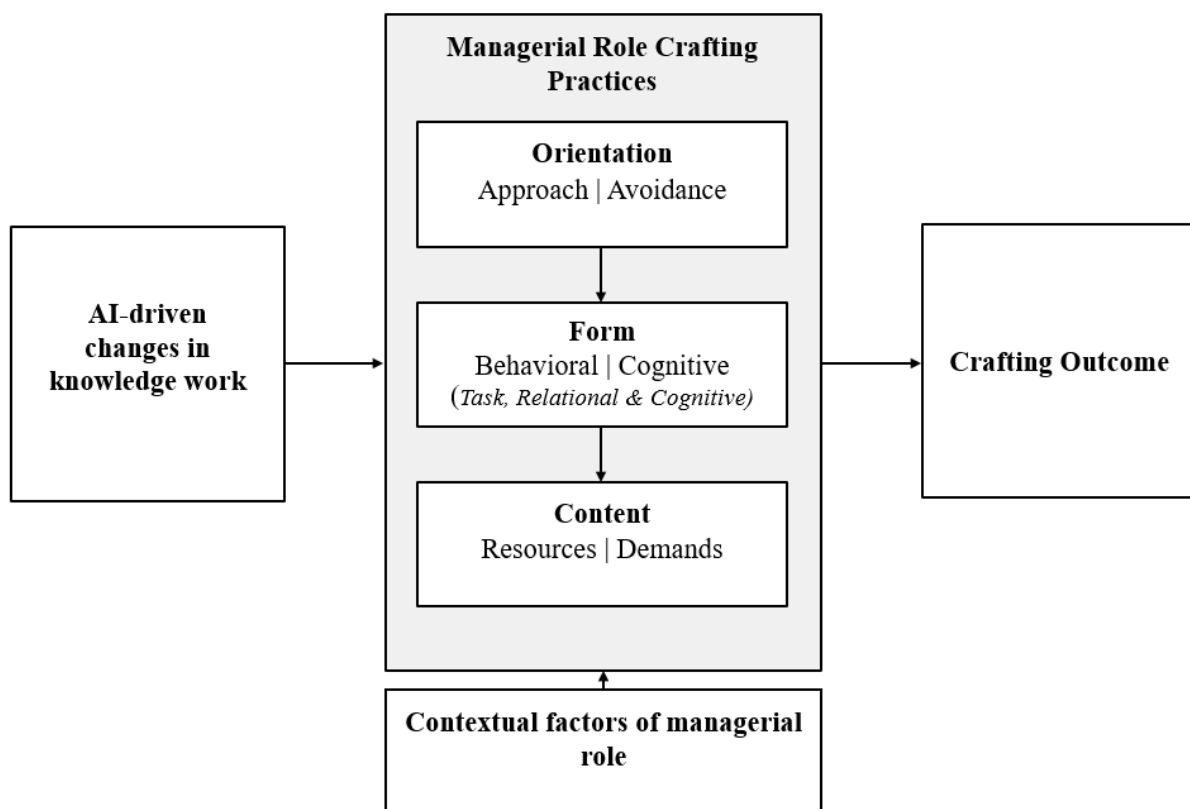 Managerial Role Crafting
Practices
Orientation
Approach | Avoidance
AI-driven
changes in
knowledge work
Form
Behavioral | Cognitive
(Task, Relational & Cognitive)
Content
Resources | Demands
Crafting Outcome
Contextual factors of managerial
role